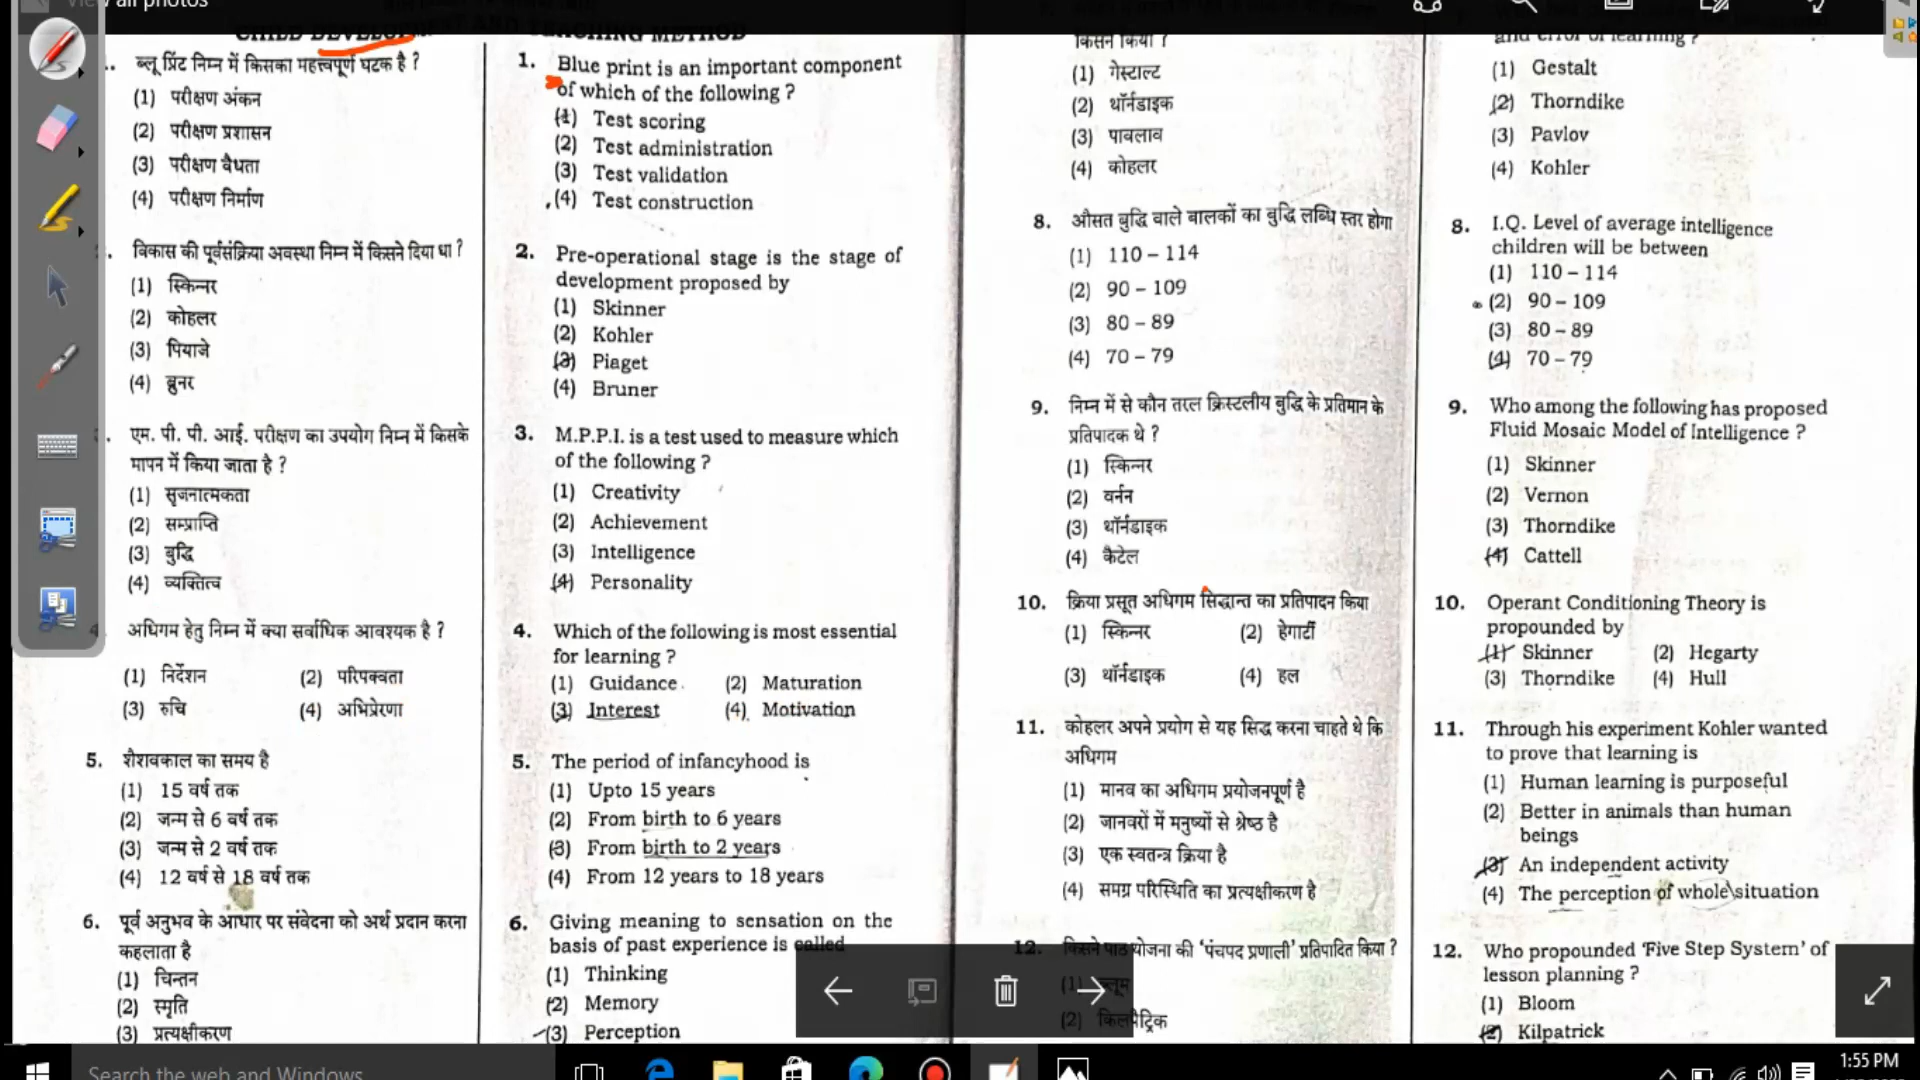 View all photos
CHILD DEVELOPMENT AND TEACHING METHOD
ब्लू प्रिंट निम्न में किसका महत्त्वपूर्ण घटक है ?
(1) परीक्षण अंकन
(2) परीक्षण प्रशासन
(3) परीक्षण वैधता
(4) परीक्षण निर्माण
विकास की पूर्वसंक्रिया अवस्था निम्न में किसने दिया था ?
(1) स्किन्नर
(2) कोहलर
(3) पियाजे
(4) ब्रुनर
एम. पी. पी. आई. परीक्षण का उपयोग निम्न में किसके
मापन में किया जाता है ?
(1) सृजनात्मकता
(2) सम्प्राप्ति
(3) बुद्धि
(4) व्यक्तित्व
अधिगम हेतु निम्न में क्या सर्वाधिक आवश्यक है ?
(1) निर्देशन (2) परिपक्वता
(3) रुचि (4) अभिप्रेरणा
5. शैशवकाल का समय है
(1) 15 वर्ष तक
(2) जन्म से 6 वर्ष तक
(3) जन्म से 2 वर्ष तक
(4) 12 वर्ष से 18 वर्ष तक
6. पूर्व अनुभव के आधार पर संवेदना को अर्थ प्रदान करना
कहलाता है
(1) चिन्तन
(2) स्मृति
(3) प्रत्यक्षीकरण
1. Blue print is an important component
of which of the following ?
(1) Test scoring
(2) Test administration
(3) Test validation
(4) Test construction
2. Pre-operational stage is the stage of
development proposed by
(1) Skinner
(2) Kohler
(3) Piaget
(4) Bruner
3. M.P.P.I. is a test used to measure which
of the following ?
(1) Creativity
(2) Achievement
(3) Intelligence
(4) Personality
4. Which of the following is most essential
for learning ?
(1) Guidance (2) Maturation
(3) Interest (4) Motivation
5. The period of infancyhood is
(1) Upto 15 years
(2) From birth to 6 years
(3) From birth to 2 years
(4) From 12 years to 18 years
6. Giving meaning to sensation on the
basis of past experience is called
(1) Thinking
(2) Memory
(3) Perception
किसने किया ?
(1) गेस्टाल्ट
(2) थॉर्नडाइक
(3) पावलाव
(4) कोहलर
8. औसत बुद्धि वाले बालकों का बुद्धि लब्धि स्तर होगा
(1) 110 – 114
(2) 90 – 109
(3) 80 – 89
(4) 70 – 79
9. निम्न में से कौन तरल क्रिस्टलीय बुद्धि के प्रतिमान के
प्रतिपादक थे ?
(1) स्किन्नर
(2) वर्नन
(3) थॉर्नडाइक
(4) कैटेल
10. क्रिया प्रसूत अधिगम सिद्धान्त का प्रतिपादन किया
(1) स्किन्नर (2) हेगार्टी
(3) थॉर्नडाइक (4) हल
11. कोहलर अपने प्रयोग से यह सिद्ध करना चाहते थे कि
अधिगम
(1) मानव का अधिगम प्रयोजनपूर्ण है
(2) जानवरों में मनुष्यों से श्रेष्ठ है
(3) एक स्वतन्त्र क्रिया है
(4) समग्र परिस्थिति का प्रत्यक्षीकरण है
12. किसने पाठ योजना की 'पंचपद प्रणाली' प्रतिपादित किया ?
(1) ब्लूम
(2) किलपैट्रिक
and error of learning ?
(1) Gestalt
(2) Thorndike
(3) Pavlov
(4) Kohler
8. I.Q. Level of average intelligence
children will be between
(1) 110 – 114
(2) 90 – 109
(3) 80 – 89
(4) 70 – 79
9. Who among the following has proposed
Fluid Mosaic Model of Intelligence ?
(1) Skinner
(2) Vernon
(3) Thorndike
(4) Cattell
10. Operant Conditioning Theory is
propounded by
(1) Skinner (2) Hegarty
(3) Thorndike (4) Hull
11. Through his experiment Kohler wanted
to prove that learning is
(1) Human learning is purposeful
(2) Better in animals than human
beings
(3) An independent activity
(4) The perception of whole situation
12. Who propounded 'Five Step System' of
lesson planning ?
(1) Bloom
(2) Kilpatrick
Search the web and Windows
1:55 PM